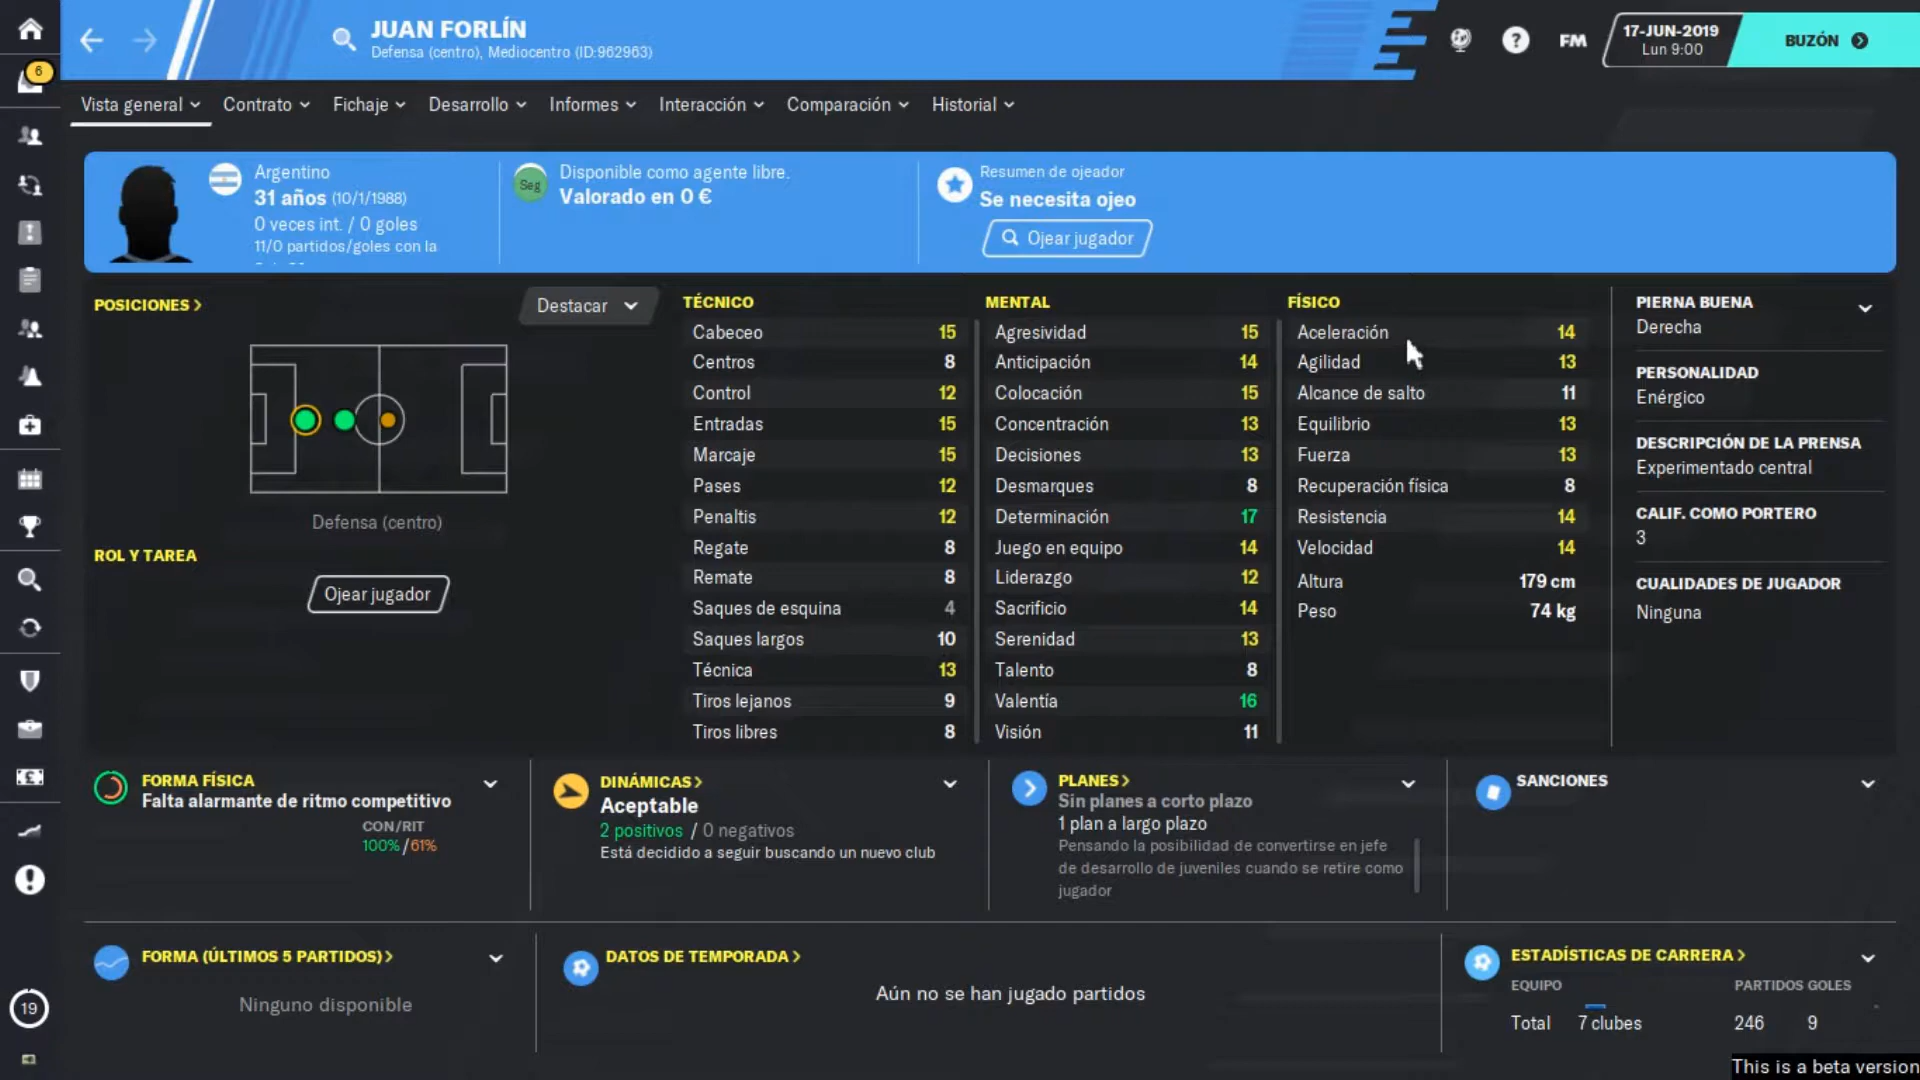 JUAN FORLÍN
Defensa (centro), Mediocentro (ID:962963)
FM
17-JUN-2019
Lun 9:00
BUZÓN
6
Vista general
Contrato
Fichaje
Desarrollo
Informes
Interacción
Comparación
Historial
Argentino
31 años (10/1/1988)
0 veces int. / 0 goles
11/0 partidos/goles con la
Seg
Disponible como agente libre.
Valorado en 0 €
Resumen de ojeador
Se necesita ojeo
Ojear jugador
POSICIONES
Destacar
Defensa (centro)
ROL Y TAREA
Ojear jugador
TÉCNICO
Cabeceo 15
Centros 8
Control 12
Entradas 15
Marcaje 15
Pases 12
Penaltis 12
Regate 8
Remate 8
Saques de esquina 4
Saques largos 10
Técnica 13
Tiros lejanos 9
Tiros libres 8
MENTAL
Agresividad 15
Anticipación 14
Colocación 15
Concentración 13
Decisiones 13
Desmarques 8
Determinación 17
Juego en equipo 14
Liderazgo 12
Sacrificio 14
Serenidad 13
Talento 8
Valentía 16
Visión 11
FÍSICO
Aceleración 14
Agilidad 13
Alcance de salto 11
Equilibrio 13
Fuerza 13
Recuperación física 8
Resistencia 14
Velocidad 14
Altura 179 cm
Peso 74 kg
PIERNA BUENA
Derecha
PERSONALIDAD
Enérgico
DESCRIPCIÓN DE LA PRENSA
Experimentado central
CALIF. COMO PORTERO
3
CUALIDADES DE JUGADOR
Ninguna
FORMA FÍSICA
Falta alarmante de ritmo competitivo
CON/RIT
100% /61%
DINÁMICAS
Aceptable
2 positivos / 0 negativos
Está decidido a seguir buscando un nuevo club
PLANES
Sin planes a corto plazo
1 plan a largo plazo
Pensando la posibilidad de convertirse en jefe
de desarrollo de juveniles cuando se retire como
jugador
SANCIONES
FORMA (ÚLTIMOS 5 PARTIDOS)
Ninguno disponible
DATOS DE TEMPORADA
Aún no se han jugado partidos
ESTADÍSTICAS DE CARRERA
EQUIPO PARTIDOS GOLES
Total 7 clubes 246 9
19
This is a beta version